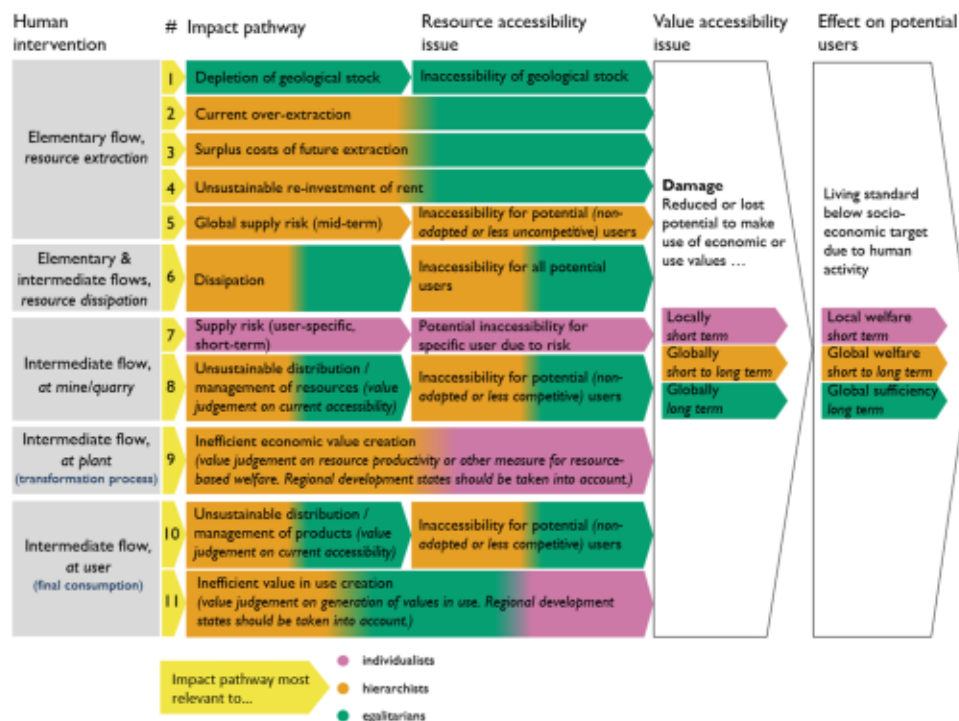 Human
intervention
# Impact pathway
Resource accessibility
issue
Value accessibility
issue
Effect on potential
users
Elementary flow,
resource extraction
1
Depletion of geological stock
Inaccessibility of geological stock
2
Current over-extraction
3
Surplus costs of future extraction
4
Unsustainable re-investment of rent
5
Global supply risk (mid-term)
Inaccessibility for potential (non-
adapted or less uncompetitive) users
Elementary &
intermediate flows,
resource dissipation
6
Dissipation
Inaccessibility for all potential
users
Intermediate flow,
at mine/quarry
7
Supply risk (user-specific,
short-term)
Potential inaccessibility for
specific user due to risk
8
Unsustainable distribution /
management of resources (value
judgement on current accessibility)
Inaccessibility for potential (non-
adapted or less competitive) users
Intermediate flow,
at plant
(transformation process)
9
Inefficient economic value creation
(value judgement on resource productivity or other measure for resource-
based welfare. Regional development states should be taken into account.)
Intermediate flow,
at user
(final consumption)
10
Unsustainable distribution /
management of products (value
judgement on current accessibility)
Inaccessibility for potential (non-
adapted or less competitive) users
11
Inefficient value in use creation
(value judgement on generation of values in use. Regional development
states should be taken into account.)
Damage
Reduced or lost
potential to make
use of economic or
use values ...
Locally
short term
Globally
short to long term
Globally
long term
Living standard
below socio-
economic target
due to human
activity
Local welfare
short term
Global welfare
short to long term
Global sufficiency
long term
Impact pathway most
relevant to...
individualists
hierarchists
egalitarians